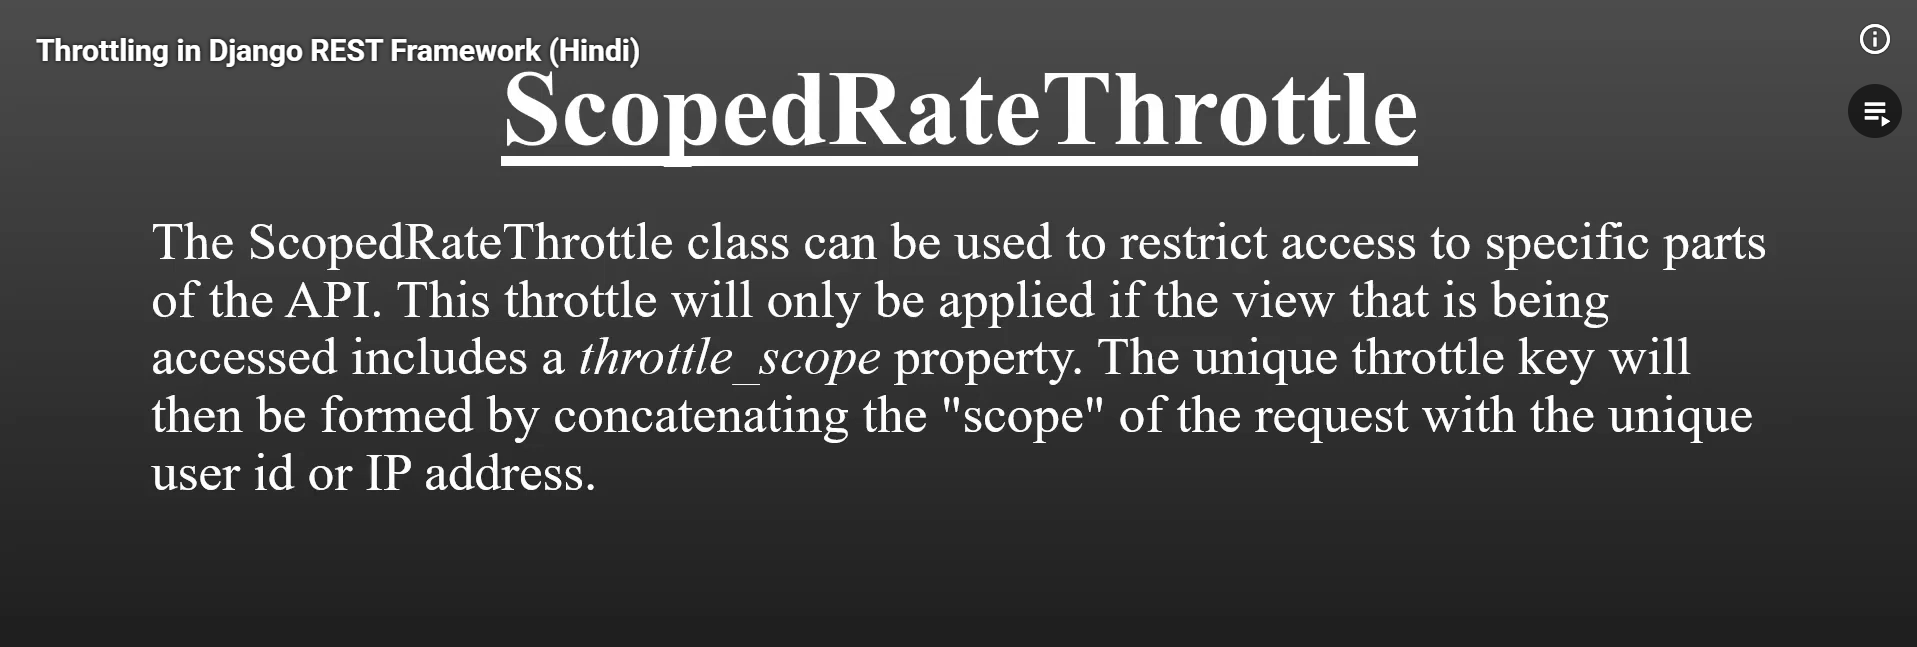 Throttling in Django REST Framework (Hindi)
ScopedRateThrottle
The ScopedRateThrottle class can be used to restrict access to specific parts
of the API. This throttle will only be applied if the view that is being
accessed includes a throttle_scope property. The unique throttle key will
then be formed by concatenating the "scope" of the request with the unique
user id or IP address.